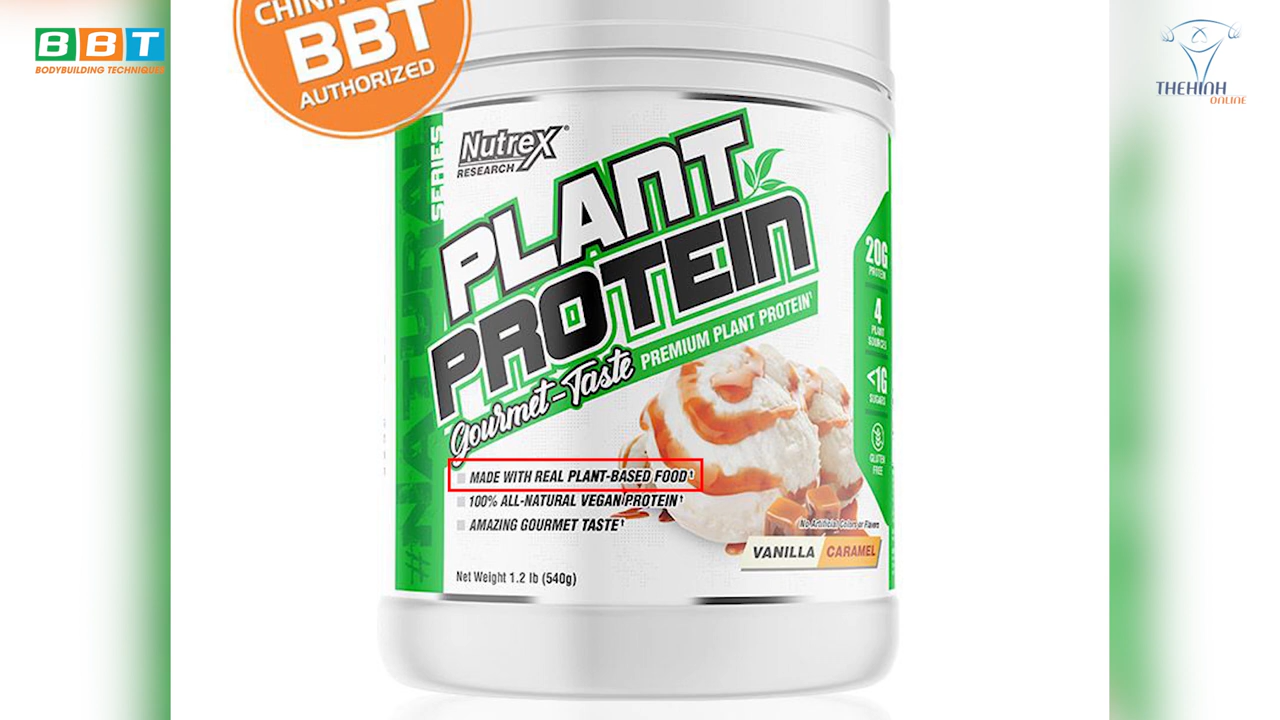 BBT
BODYBUILDING TECHNIQUES
BBT
AUTHORIZED
THEHINH
ONLINE
NATURAL SERIES
Nutrex®
RESEARCH
PLANT
PROTEIN
Gourmet-Taste PREMIUM PLANT PROTEIN¹
MADE WITH REAL PLANT-BASED FOOD†
100% ALL-NATURAL VEGAN PROTEIN†
AMAZING GOURMET TASTE†
No Artificial Colors or Flavors
VANILLA CARAMEL
Net Weight 1.2 lb (540g)
20G
PROTEIN
4
PLANT
SOURCES
<1G
SUGARS
GLUTEN
FREE